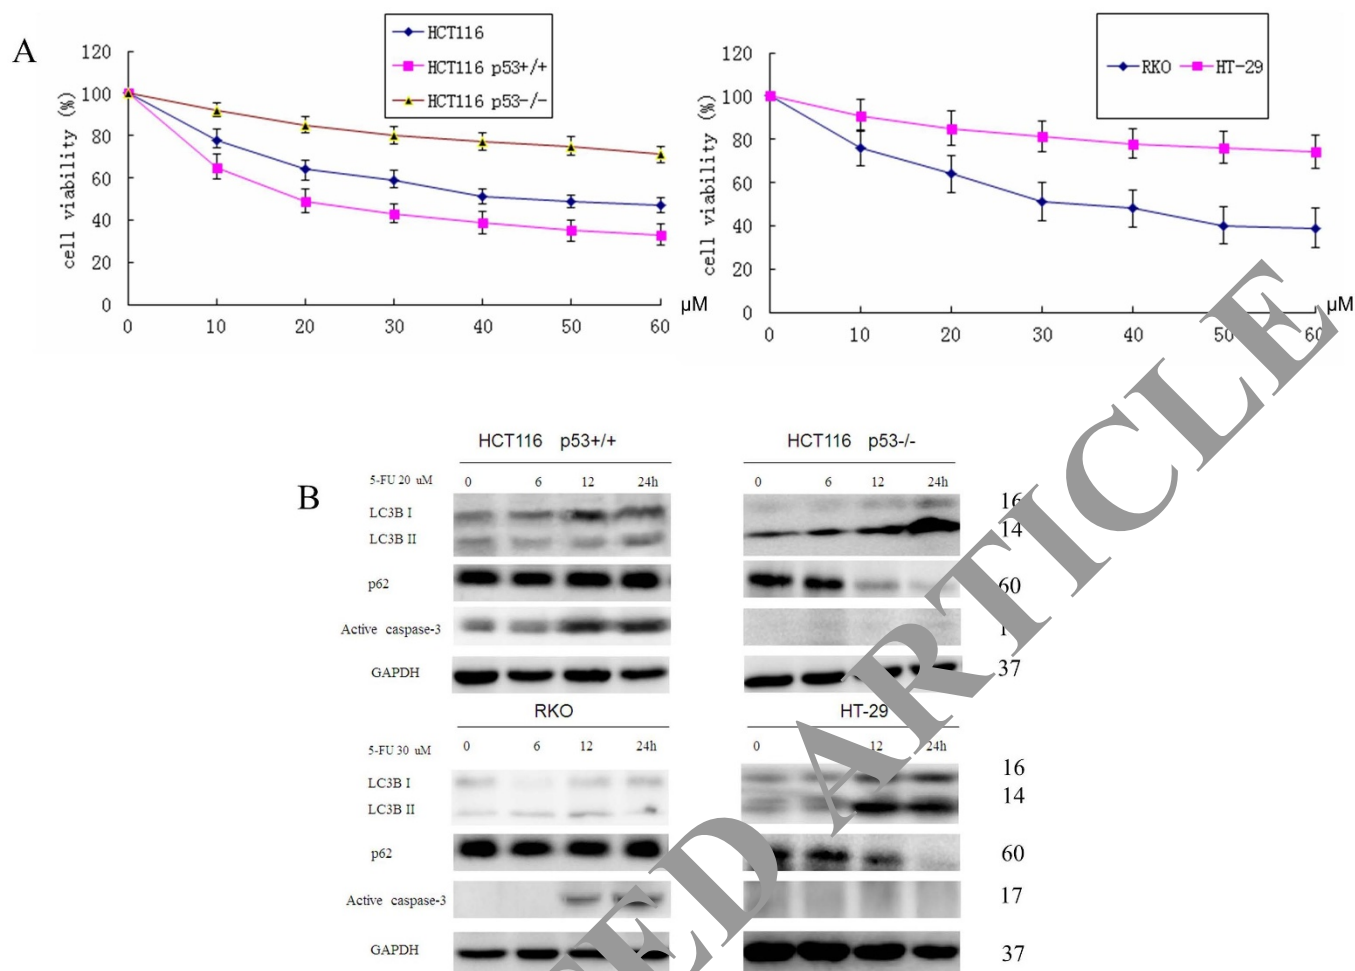 A
HCT116
HCT116 p53+/+
HCT116 p53-/-
120
100
80
60
40
20
0
cell viability (%)
0 10 20 30 40 50 60 μM
RKO HT-29
120
100
80
60
40
20
0
cell viability (%)
0 10 20 30 40 50 60 μM
B
HCT116 p53+/+
HCT116 p53-/-
5-FU 20 uM 0 6 12 24h
0 6 12 24h
LC3B I 16
LC3B II 14
p62 60
Active caspase-3
GAPDH 37
RKO
HT-29
5-FU 30 uM 0 6 12 24h
0 12 24h
LC3B I 16
LC3B II 14
p62 60
Active caspase-3 17
GAPDH 37
ARTICLE